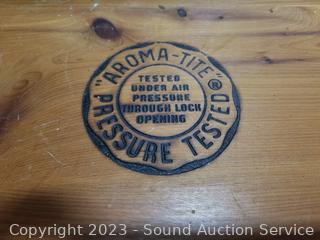 "AROMA-TITE"®
TESTED
UNDER AIR
PRESSURE
THROUGH LOCK
OPENING
"PRESSURE TESTED"
Copyright 2023 - Sound Auction Service